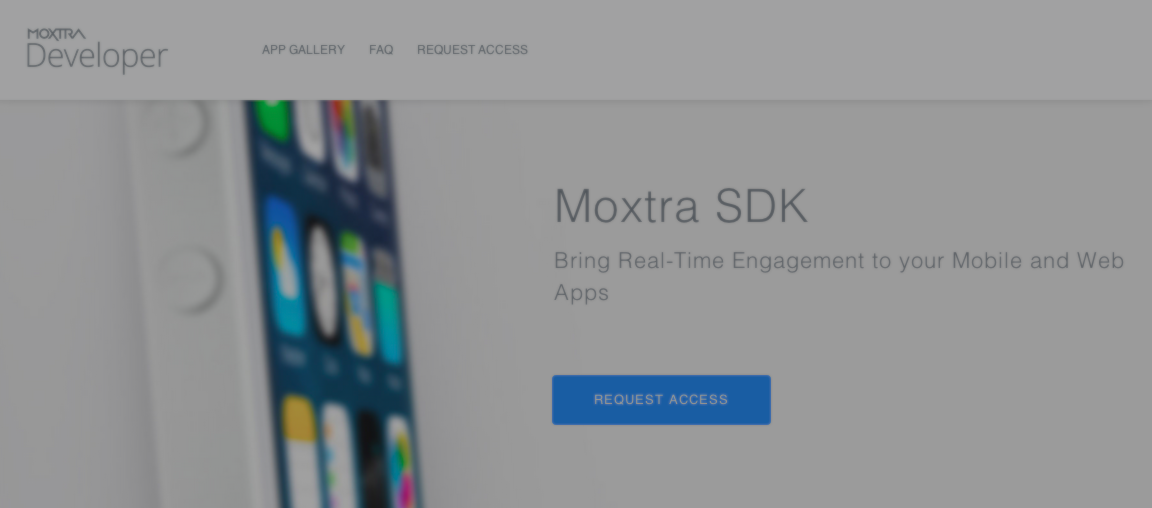 MOXTRA
Developer
APP GALLERY FAQ REQUEST ACCESS
Moxtra SDK
Bring Real-Time Engagement to your Mobile and Web
Apps
REQUEST ACCESS